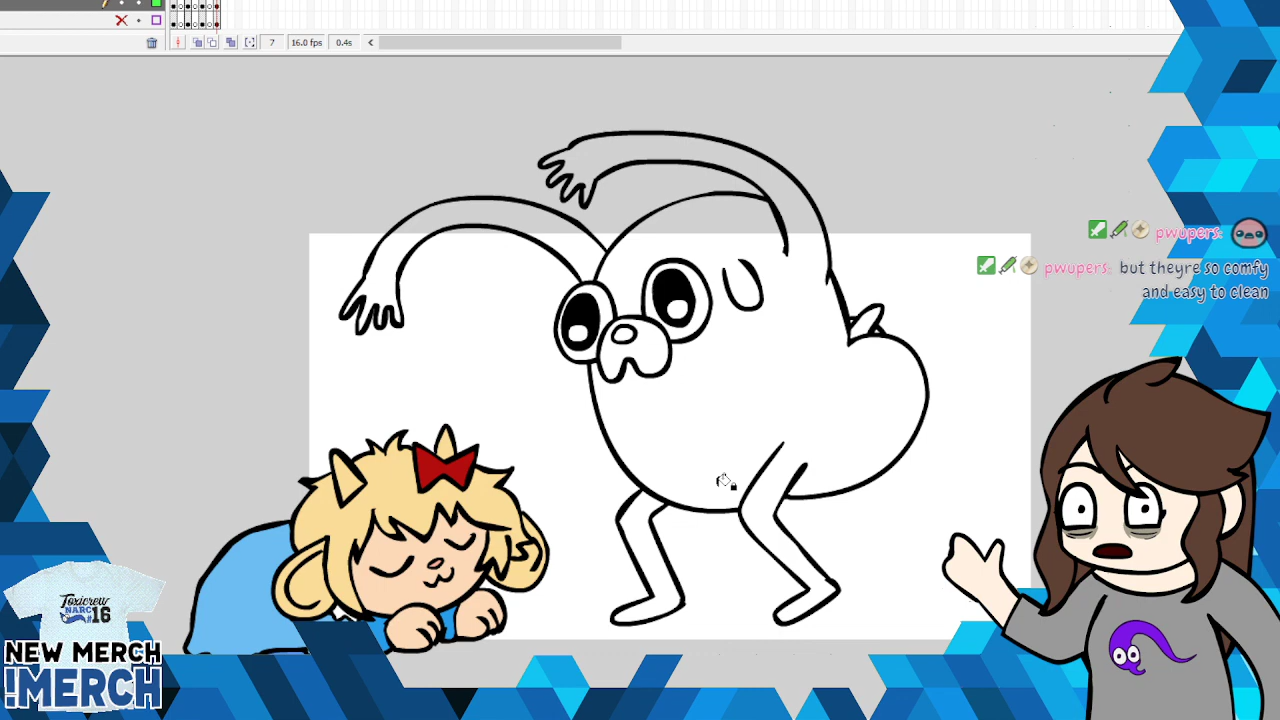 7 16.0 fps 0.4s
pwupers:
pwupers: but theyre so comfy
and easy to clean
Toxicrew
NARC
#16
NEW MERCH
!MERCH